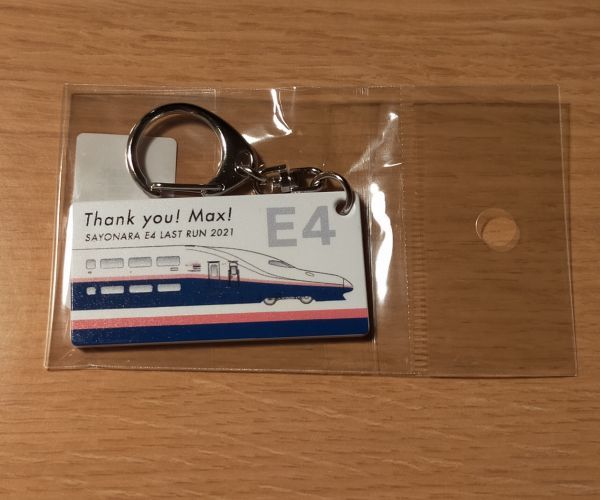 Thank you! Max!
SAYONARA E4 LAST RUN 2021
E4